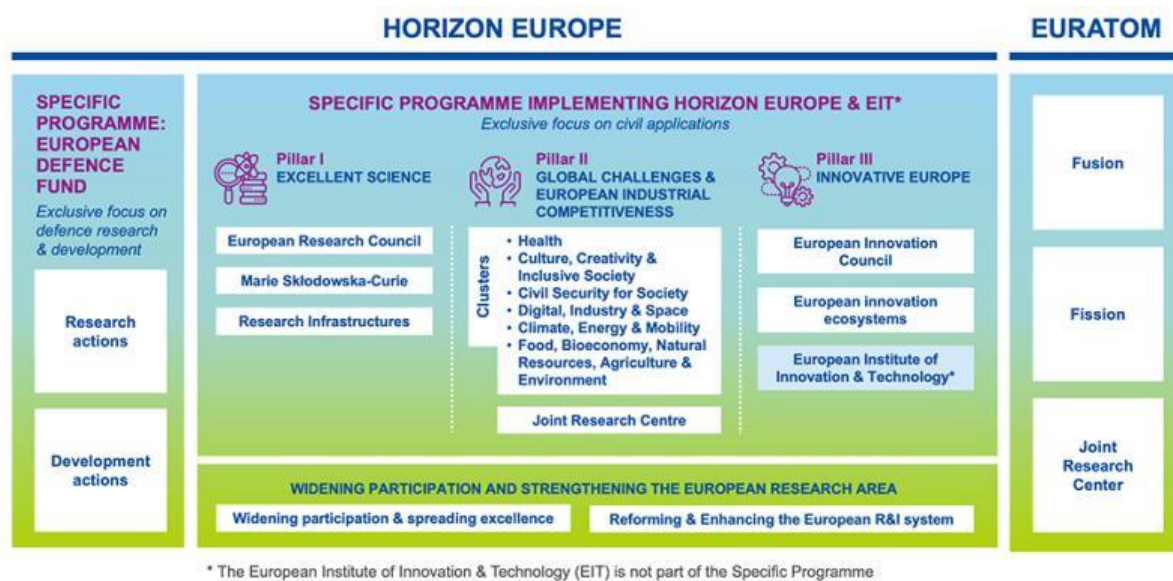 HORIZON EUROPE
EURATOM
SPECIFIC
PROGRAMME:
EUROPEAN
DEFENCE
FUND
Exclusive focus on
defence research
& development
Research
actions
Development
actions
SPECIFIC PROGRAMME IMPLEMENTING HORIZON EUROPE & EIT*
Exclusive focus on civil applications
Pillar I
EXCELLENT SCIENCE
European Research Council
Marie Skłodowska-Curie
Research Infrastructures
Pillar II
GLOBAL CHALLENGES &
EUROPEAN INDUSTRIAL
COMPETITIVENESS
Clusters
• Health
• Culture, Creativity &
Inclusive Society
• Civil Security for Society
• Digital, Industry & Space
• Climate, Energy & Mobility
• Food, Bioeconomy, Natural
Resources, Agriculture &
Environment
Joint Research Centre
Pillar III
INNOVATIVE EUROPE
European Innovation
Council
European innovation
ecosystems
European Institute of
Innovation & Technology*
WIDENING PARTICIPATION AND STRENGTHENING THE EUROPEAN RESEARCH AREA
Widening participation & spreading excellence
Reforming & Enhancing the European R&I system
Fusion
Fission
Joint
Research
Center
* The European Institute of Innovation & Technology (EIT) is not part of the Specific Programme